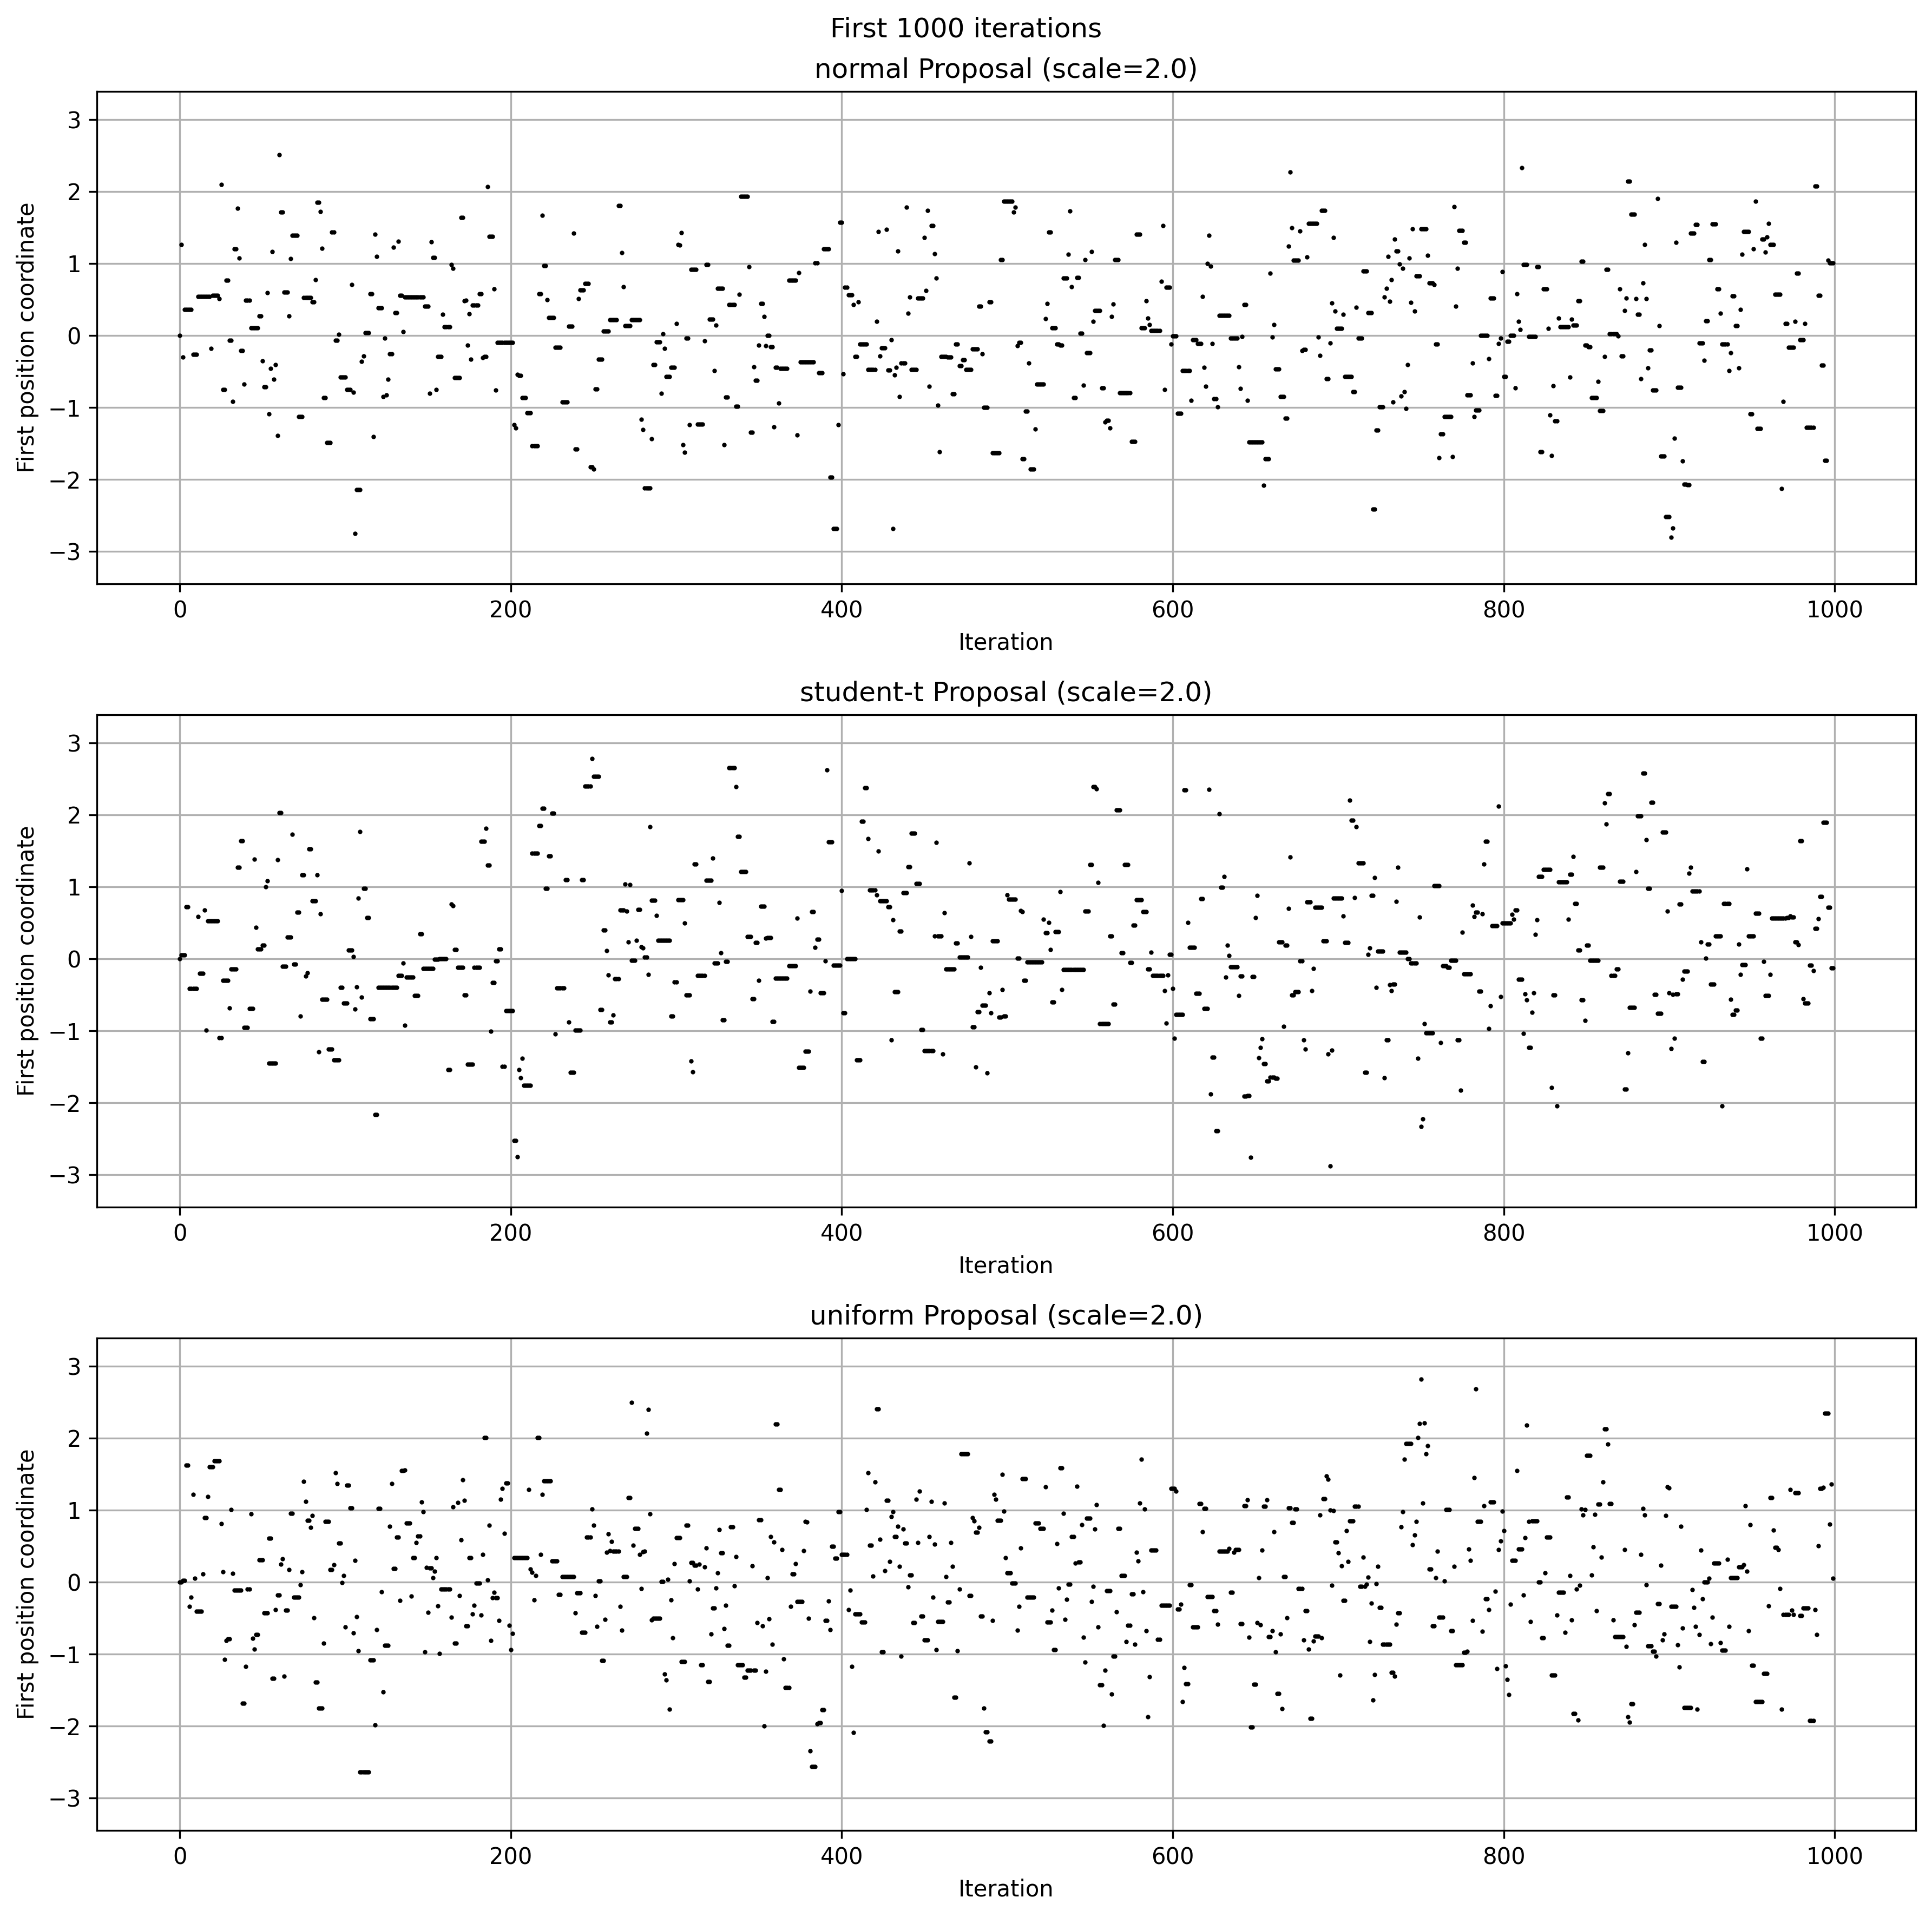 First 1000 iterations
normal Proposal (scale=2.0)
First position coordinate
3
2
1
0
−1
−2
−3
0 200 400 600 800 1000
Iteration
student-t Proposal (scale=2.0)
First position coordinate
3
2
1
0
−1
−2
−3
0 200 400 600 800 1000
Iteration
uniform Proposal (scale=2.0)
First position coordinate
3
2
1
0
−1
−2
−3
0 200 400 600 800 1000
Iteration